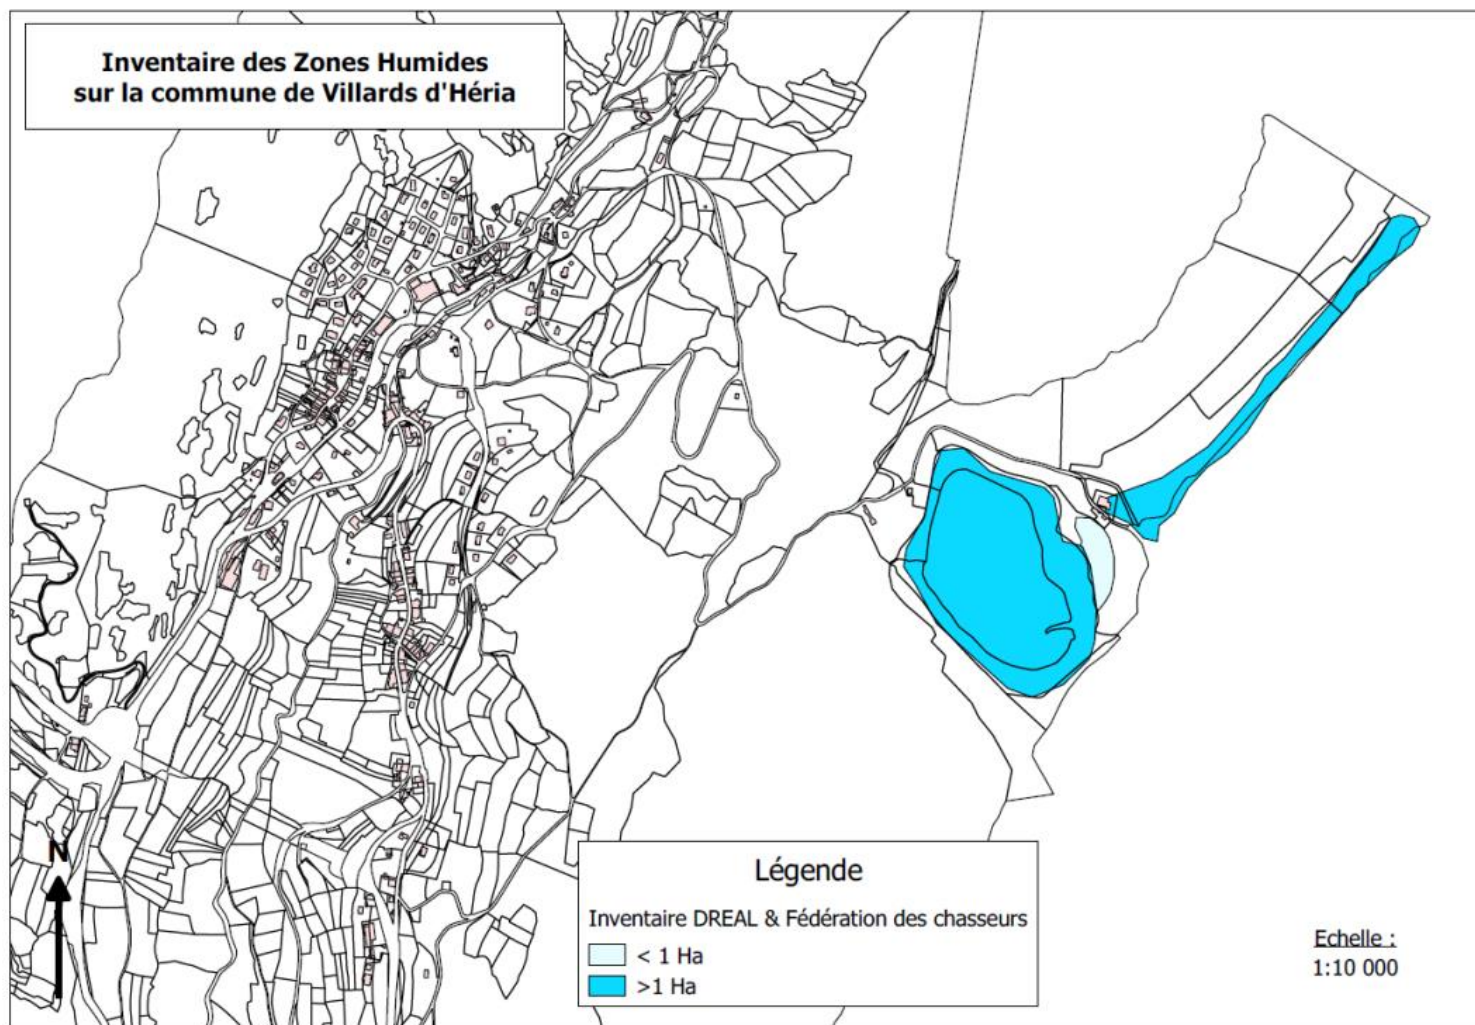 Inventaire des Zones Humides
sur la commune de Villards d'Héria
N
Légende
Inventaire DREAL & Fédération des chasseurs
< 1 Ha
>1 Ha
Echelle :
1:10 000